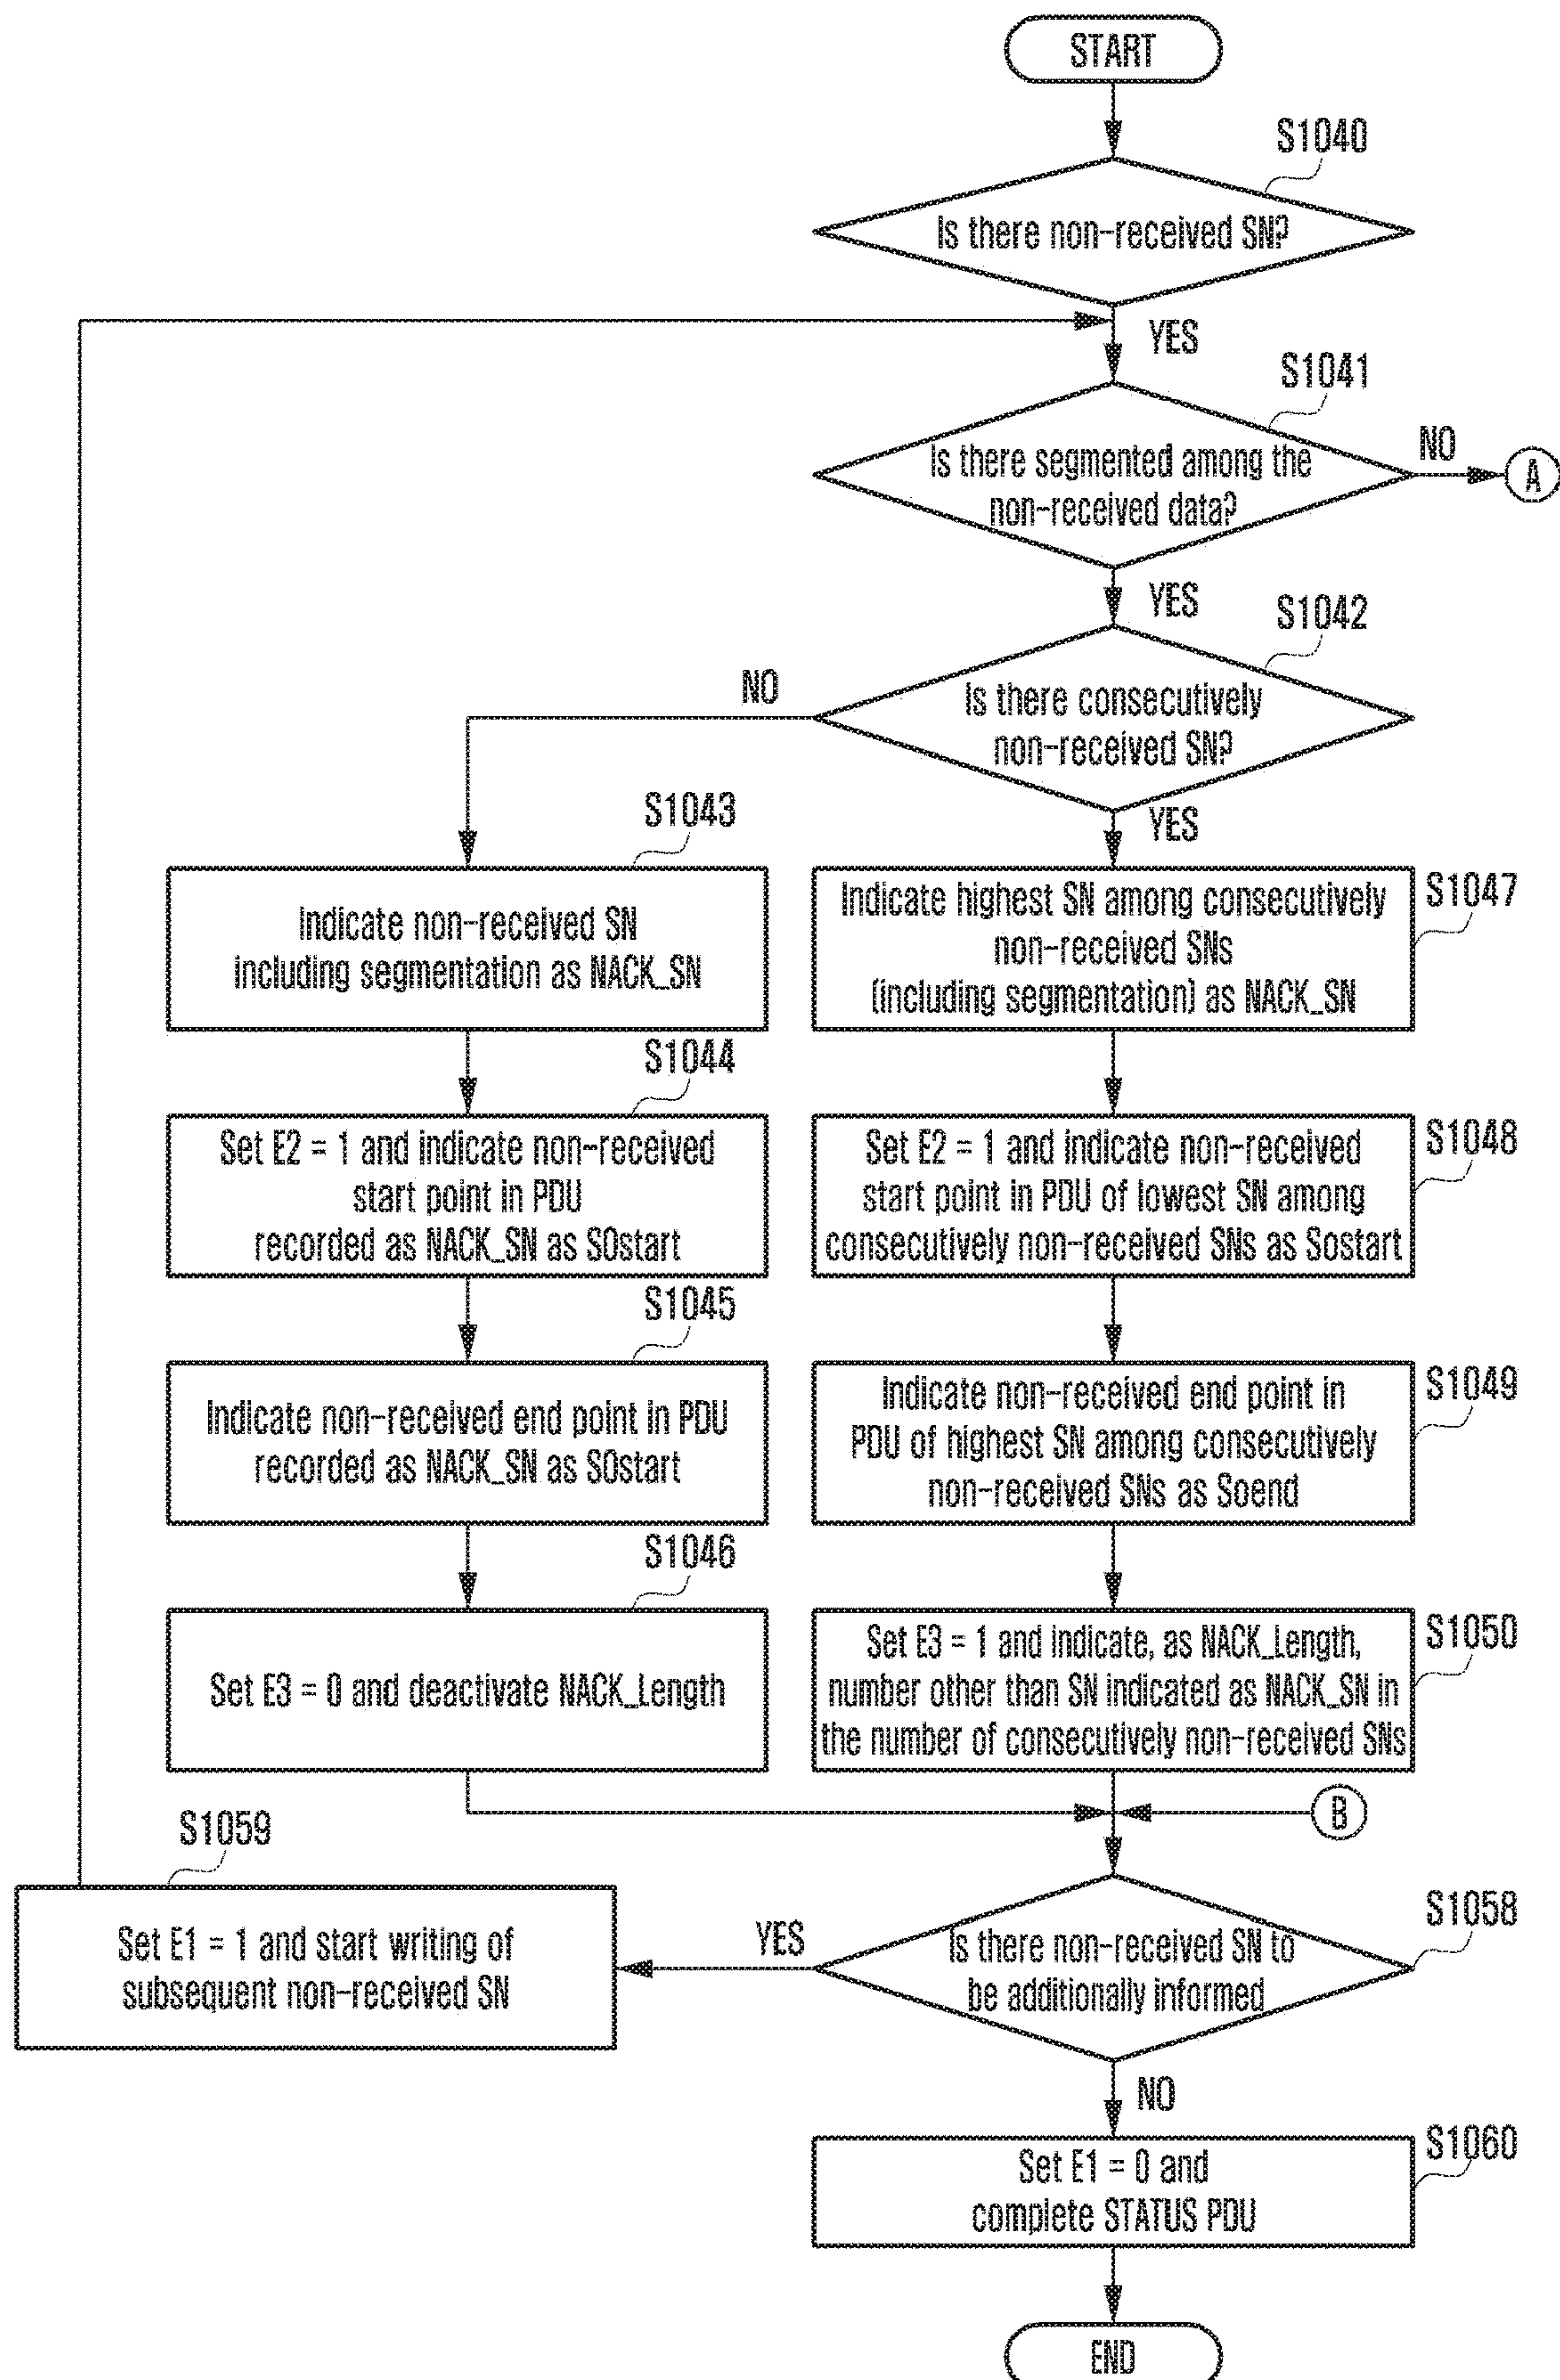 START
S1040
Is there non-received SN?
YES
S1041
Is there segmented among the
non-received data?
NO
A
YES
S1042
Is there consecutively
non-received SN?
NO
YES
S1043
Indicate non-received SN
including segmentation as NACK_SN
S1047
Indicate highest SN among consecutively
non-received SNs
(including segmentation) as NACK_SN
S1044
Set E2 = 1 and indicate non-received
start point in PDU
recorded as NACK_SN as SOstart
S1048
Set E2 = 1 and indicate non-received
start point in PDU of lowest SN among
consecutively non-received SNs as Sostart
S1045
Indicate non-received end point in PDU
recorded as NACK_SN as SOstart
S1049
Indicate non-received end point in
PDU of highest SN among consecutively
non-received SNs as Soend
S1046
Set E3 = 0 and deactivate NACK_Length
S1050
Set E3 = 1 and indicate, as NACK_Length,
number other than SN indicated as NACK_SN in
the number of consecutively non-received SNs
B
S1059
Set E1 = 1 and start writing of
subsequent non-received SN
YES
S1058
Is there non-received SN to
be additionally informed
NO
S1060
Set E1 = 0 and
complete STATUS PDU
END